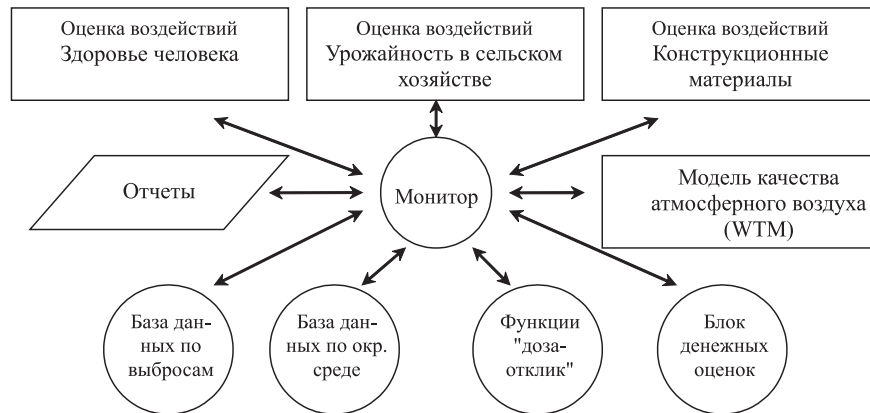 Оценка воздействий
Здоровье человека
Оценка воздействий
Урожайность в сельском
хозяйстве
Оценка воздействий
Конструкционные
материалы
Отчеты
Монитор
Модель качества
атмосферного воздуха
(WTM)
База дан-
ных по
выбросам
База дан-
ных по окр.
среде
Функции
"доза-
отклик"
Блок
денежных
оценок